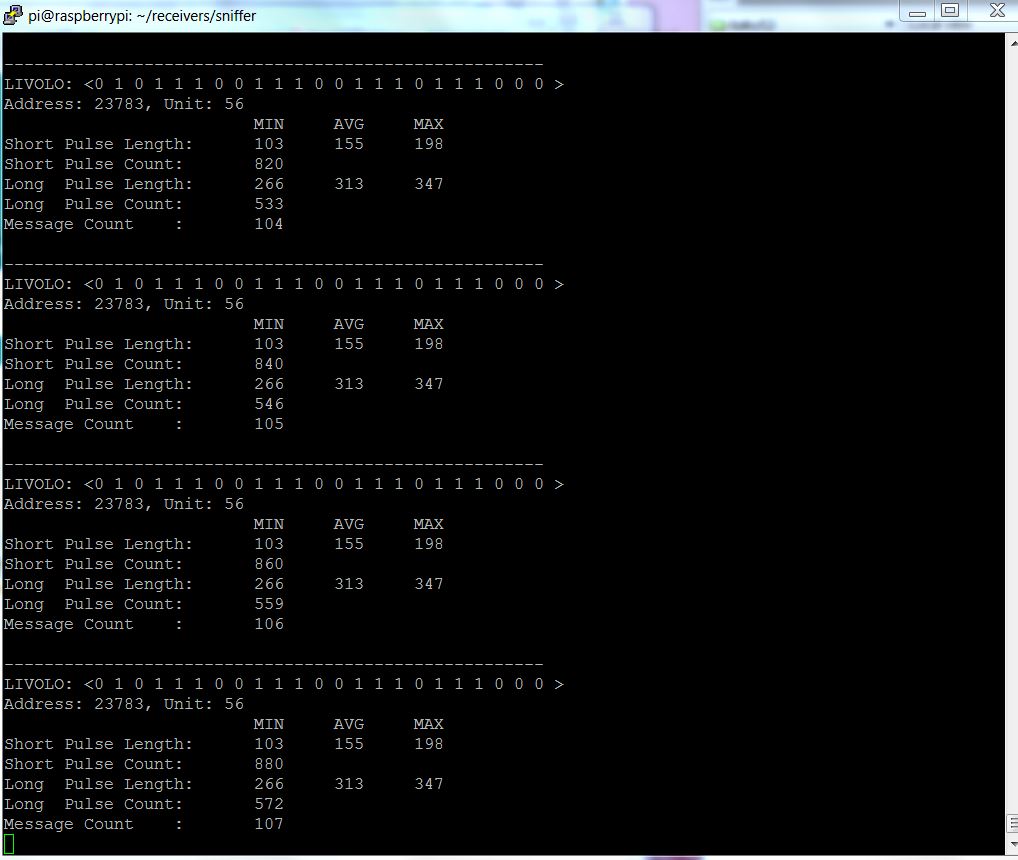 pi@raspberrypi: ~/receivers/sniffer
------------------------------------------------------
LIVOLO: <0 1 0 1 1 1 0 0 1 1 1 0 0 1 1 1 0 1 1 1 0 0 0 >
Address: 23783, Unit: 56
MIN AVG MAX
Short Pulse Length: 103 155 198
Short Pulse Count: 820
Long  Pulse Length: 266 313 347
Long  Pulse Count: 533
Message Count    : 104
------------------------------------------------------
LIVOLO: <0 1 0 1 1 1 0 0 1 1 1 0 0 1 1 1 0 1 1 1 0 0 0 >
Address: 23783, Unit: 56
MIN AVG MAX
Short Pulse Length: 103 155 198
Short Pulse Count: 840
Long  Pulse Length: 266 313 347
Long  Pulse Count: 546
Message Count    : 105
------------------------------------------------------
LIVOLO: <0 1 0 1 1 1 0 0 1 1 1 0 0 1 1 1 0 1 1 1 0 0 0 >
Address: 23783, Unit: 56
MIN AVG MAX
Short Pulse Length: 103 155 198
Short Pulse Count: 860
Long  Pulse Length: 266 313 347
Long  Pulse Count: 559
Message Count    : 106
------------------------------------------------------
LIVOLO: <0 1 0 1 1 1 0 0 1 1 1 0 0 1 1 1 0 1 1 1 0 0 0 >
Address: 23783, Unit: 56
MIN AVG MAX
Short Pulse Length: 103 155 198
Short Pulse Count: 880
Long  Pulse Length: 266 313 347
Long  Pulse Count: 572
Message Count    : 107